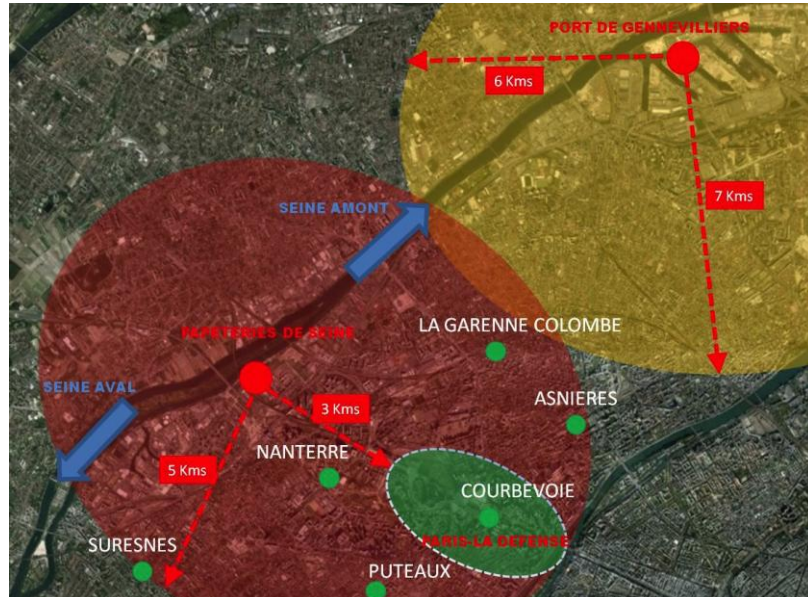 PORT DE GENNEVILLIERS
6 Kms
7 Kms
SEINE AMONT
LA GARENNE COLOMBE
PAPETERIES DE SEINE
SEINE AVAL
3 Kms
ASNIERES
NANTERRE
5 Kms
COURBEVOIE
PARIS-LA DEFENSE
SURESNES
PUTEAUX